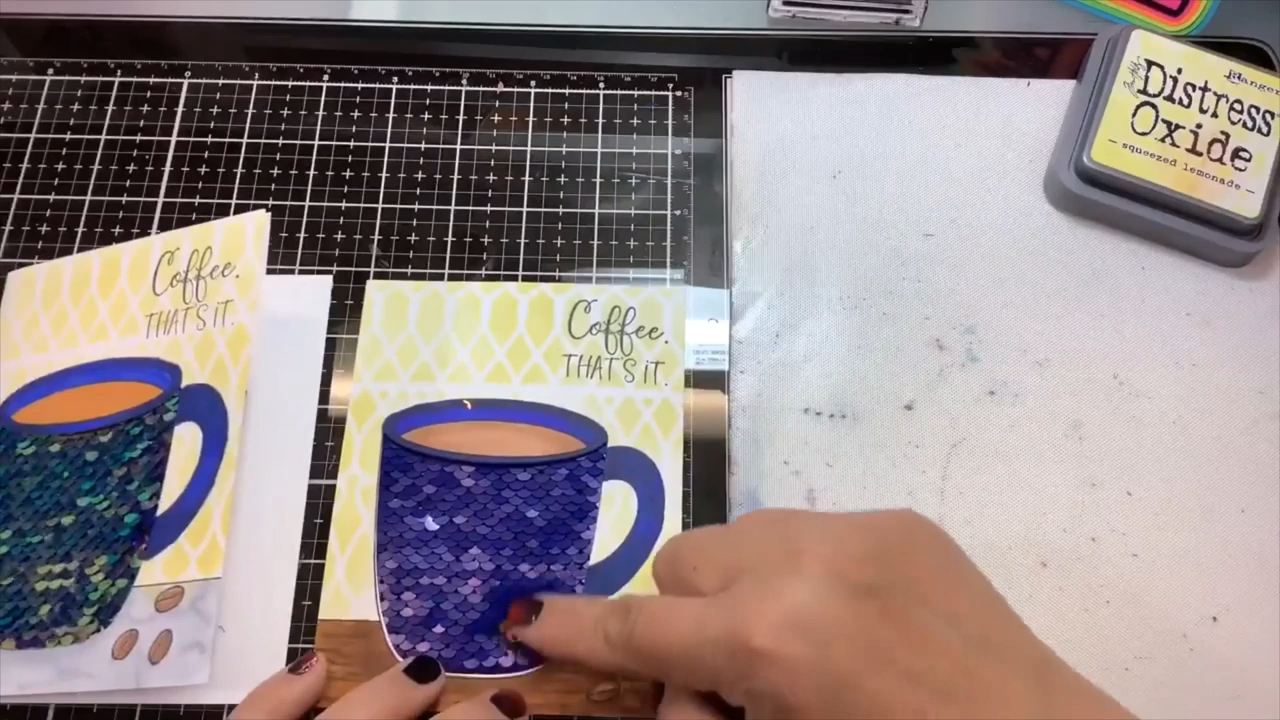 Ranger
Distress
Oxide
— squeezed lemonade —
Coffee.
THAT'S iT.
Coffee.
THAT'S iT.